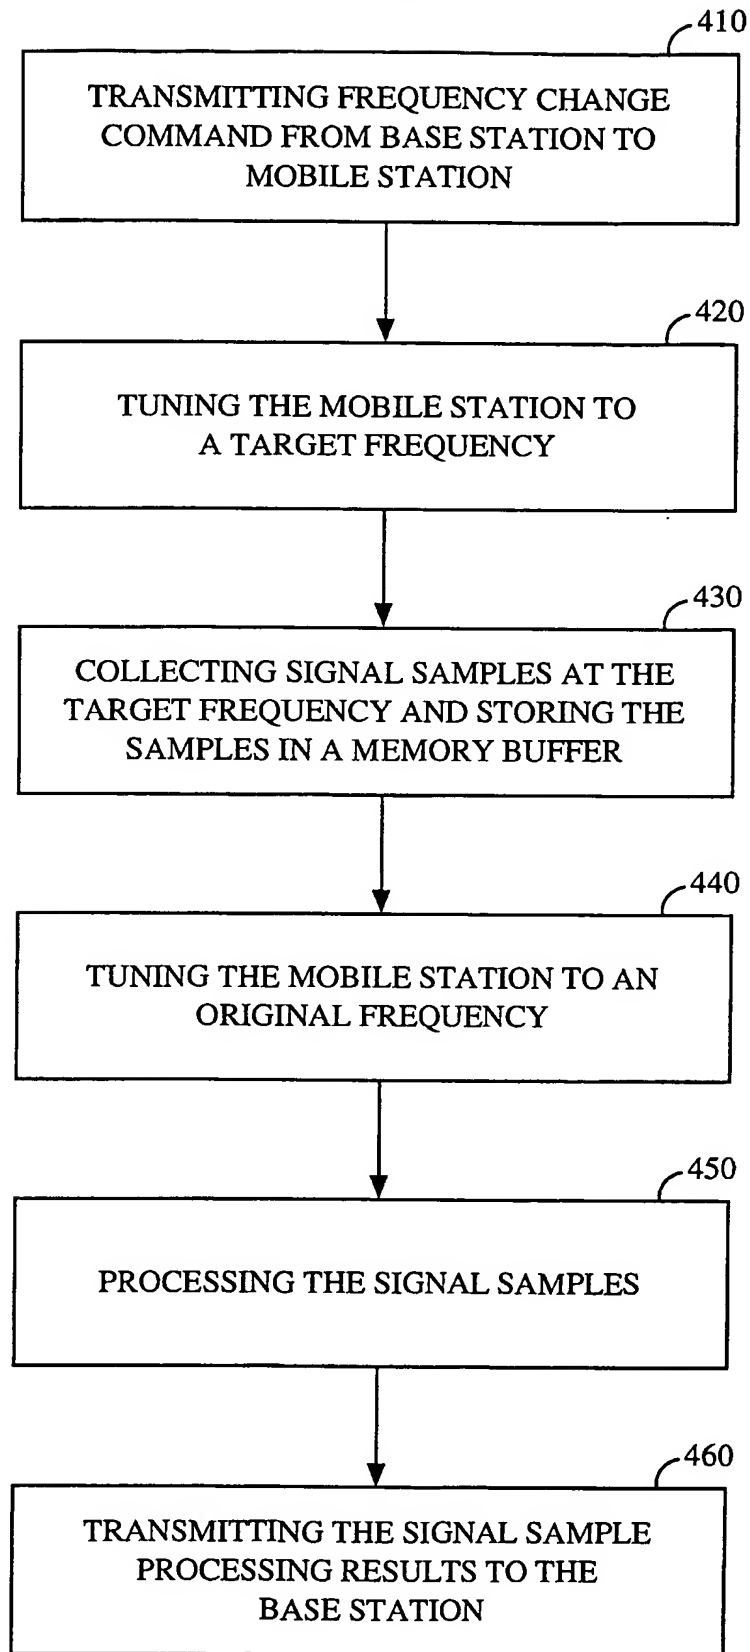 410
TRANSMITTING FREQUENCY CHANGE
COMMAND FROM BASE STATION TO
MOBILE STATION
420
TUNING THE MOBILE STATION TO
A TARGET FREQUENCY
430
COLLECTING SIGNAL SAMPLES AT THE
TARGET FREQUENCY AND STORING THE
SAMPLES IN A MEMORY BUFFER
440
TUNING THE MOBILE STATION TO AN
ORIGINAL FREQUENCY
450
PROCESSING THE SIGNAL SAMPLES
460
TRANSMITTING THE SIGNAL SAMPLE
PROCESSING RESULTS TO THE
BASE STATION